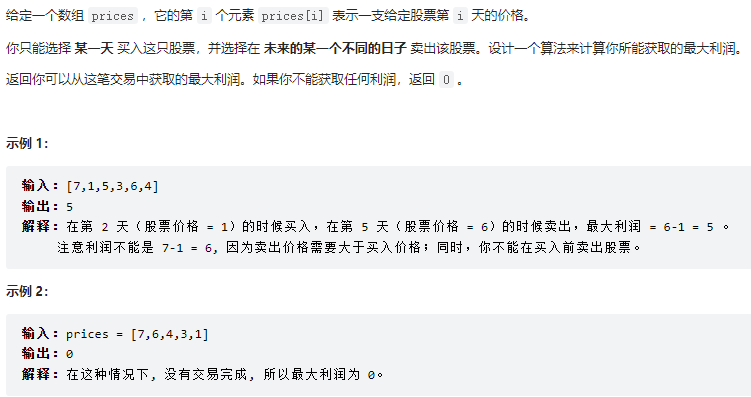 给定一个数组 prices ，它的第 i 个元素 prices[i] 表示一支给定股票第 i 天的价格。
你只能选择 某一天 买入这只股票，并选择在 未来的某一个不同的日子 卖出该股票。设计一个算法来计算你所能获取的最大利润。
返回你可以从这笔交易中获取的最大利润。如果你不能获取任何利润，返回 0 。
示例 1：
输入：[7,1,5,3,6,4]
输出：5
解释：在第 2 天（股票价格 = 1）的时候买入，在第 5 天（股票价格 = 6）的时候卖出，最大利润 = 6-1 = 5 。
注意利润不能是 7-1 = 6, 因为卖出价格需要大于买入价格；同时，你不能在买入前卖出股票。
示例 2：
输入：prices = [7,6,4,3,1]
输出：0
解释：在这种情况下, 没有交易完成, 所以最大利润为 0。